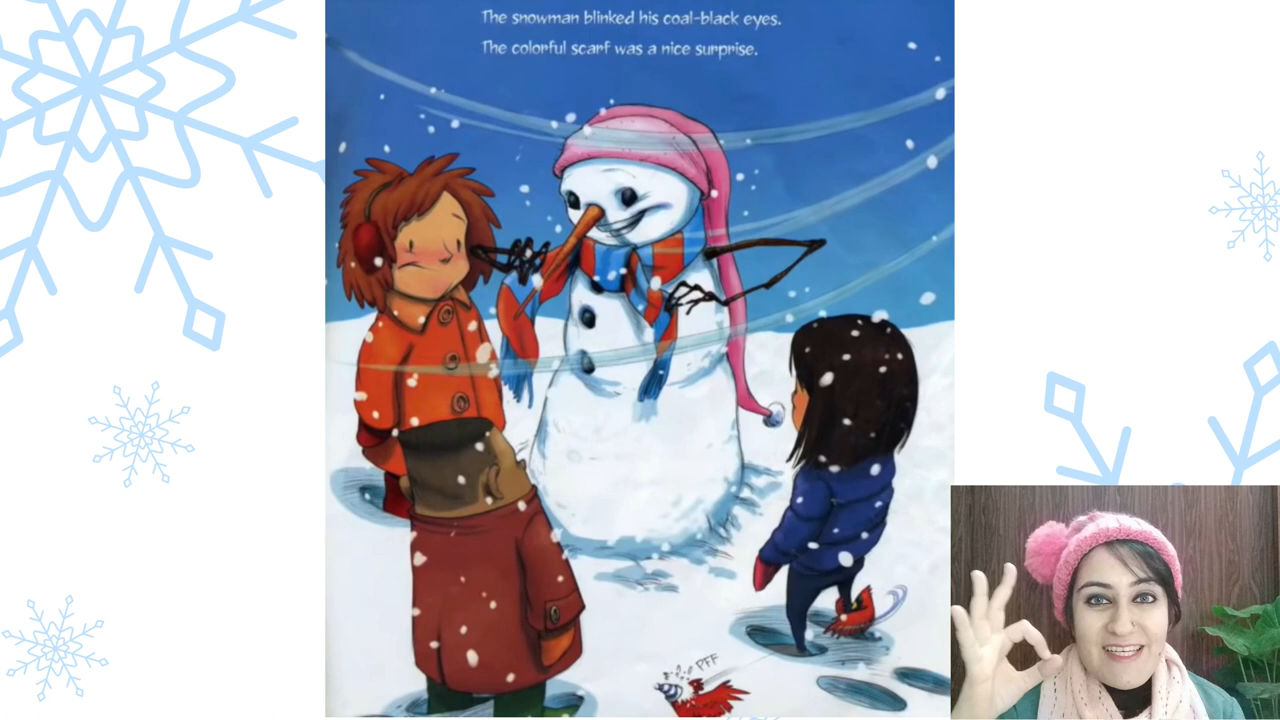 The snowman blinked his coal-black eyes.
The colorful scarf was a nice surprise.
PFF